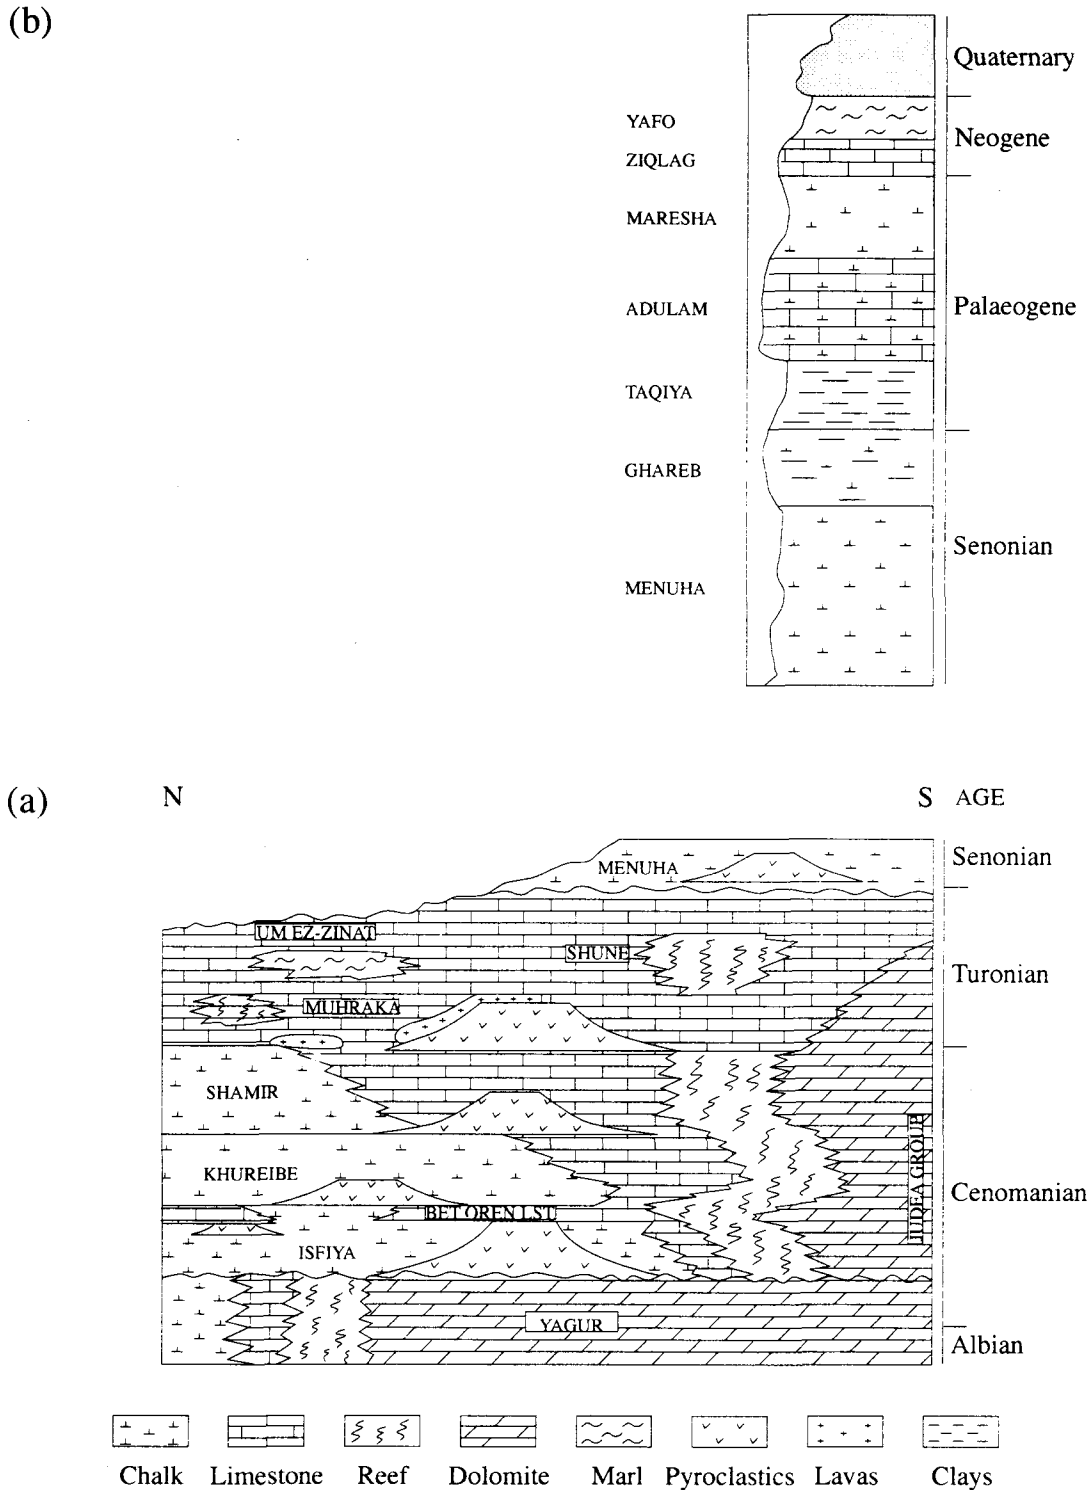 (b)
Quaternary
YAFO
Neogene
ZIQLAG
MARESHA
ADULAM
Palaeogene
TAQIYA
GHAREB
Senonian
MENUHA
(a)
N
S AGE
MENUHA
Senonian
UM EZ-ZINAT
SHUNE
Turonian
MUHRAKA
SHAMIR
JUDEA GROUP
KHUREIBE
Cenomanian
BET OREN LST.
ISFIYA
YAGUR
Albian
Chalk Limestone Reef Dolomite Marl Pyroclastics Lavas Clays